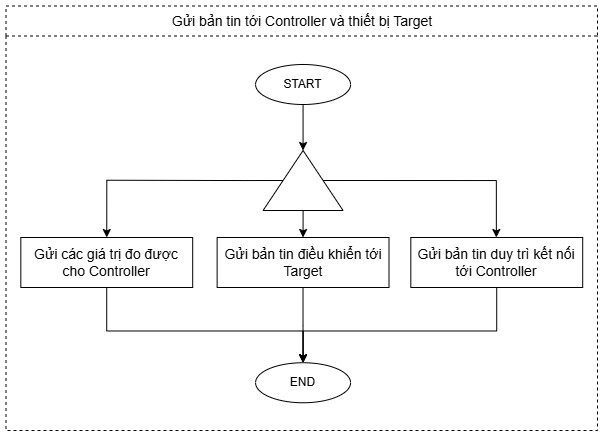 Gửi bản tin tới Controller và thiết bị Target
START
Gửi các giá trị đo được
cho Controller
Gửi bản tin điều khiển tới
Target
Gửi bản tin duy trì kết nối
tới Controller
END